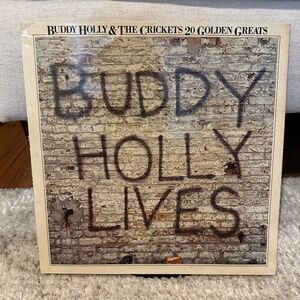 BUDDY HOLLY & THE CRICKETS 20 GOLDEN GREATS
BUDDY
HOLLY
LIVES.